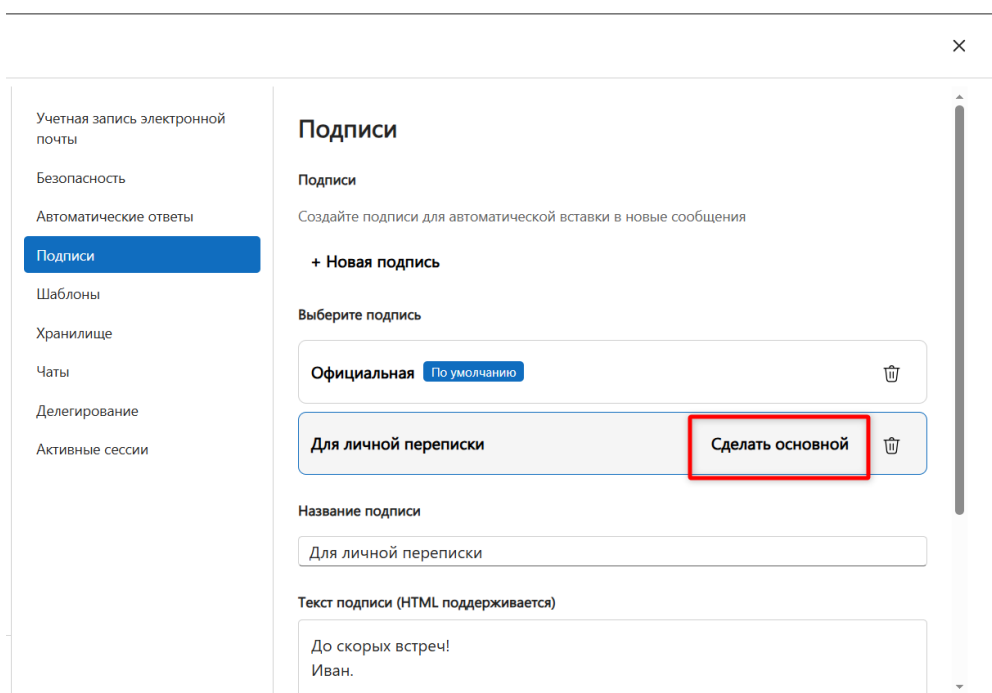 Учетная запись электронной
почты
Безопасность
Автоматические ответы
Подписи
Шаблоны
Хранилище
Чаты
Делегирование
Активные сессии
Подписи
Подписи
Создайте подписи для автоматической вставки в новые сообщения
+ Новая подпись
Выберите подпись
Официальная По умолчанию
Для личной переписки Сделать основной
Название подписи
Для личной переписки
Текст подписи (HTML поддерживается)
До скорых встреч!
Иван.